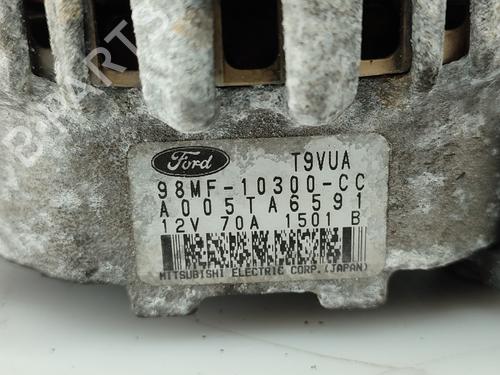 B-PARTS
Ford T9VUA
98MF-10300-CC
A005TA6591
12V 70A 1501 B
MITSUBISHI ELECTRIC CORP.(JAPAN)